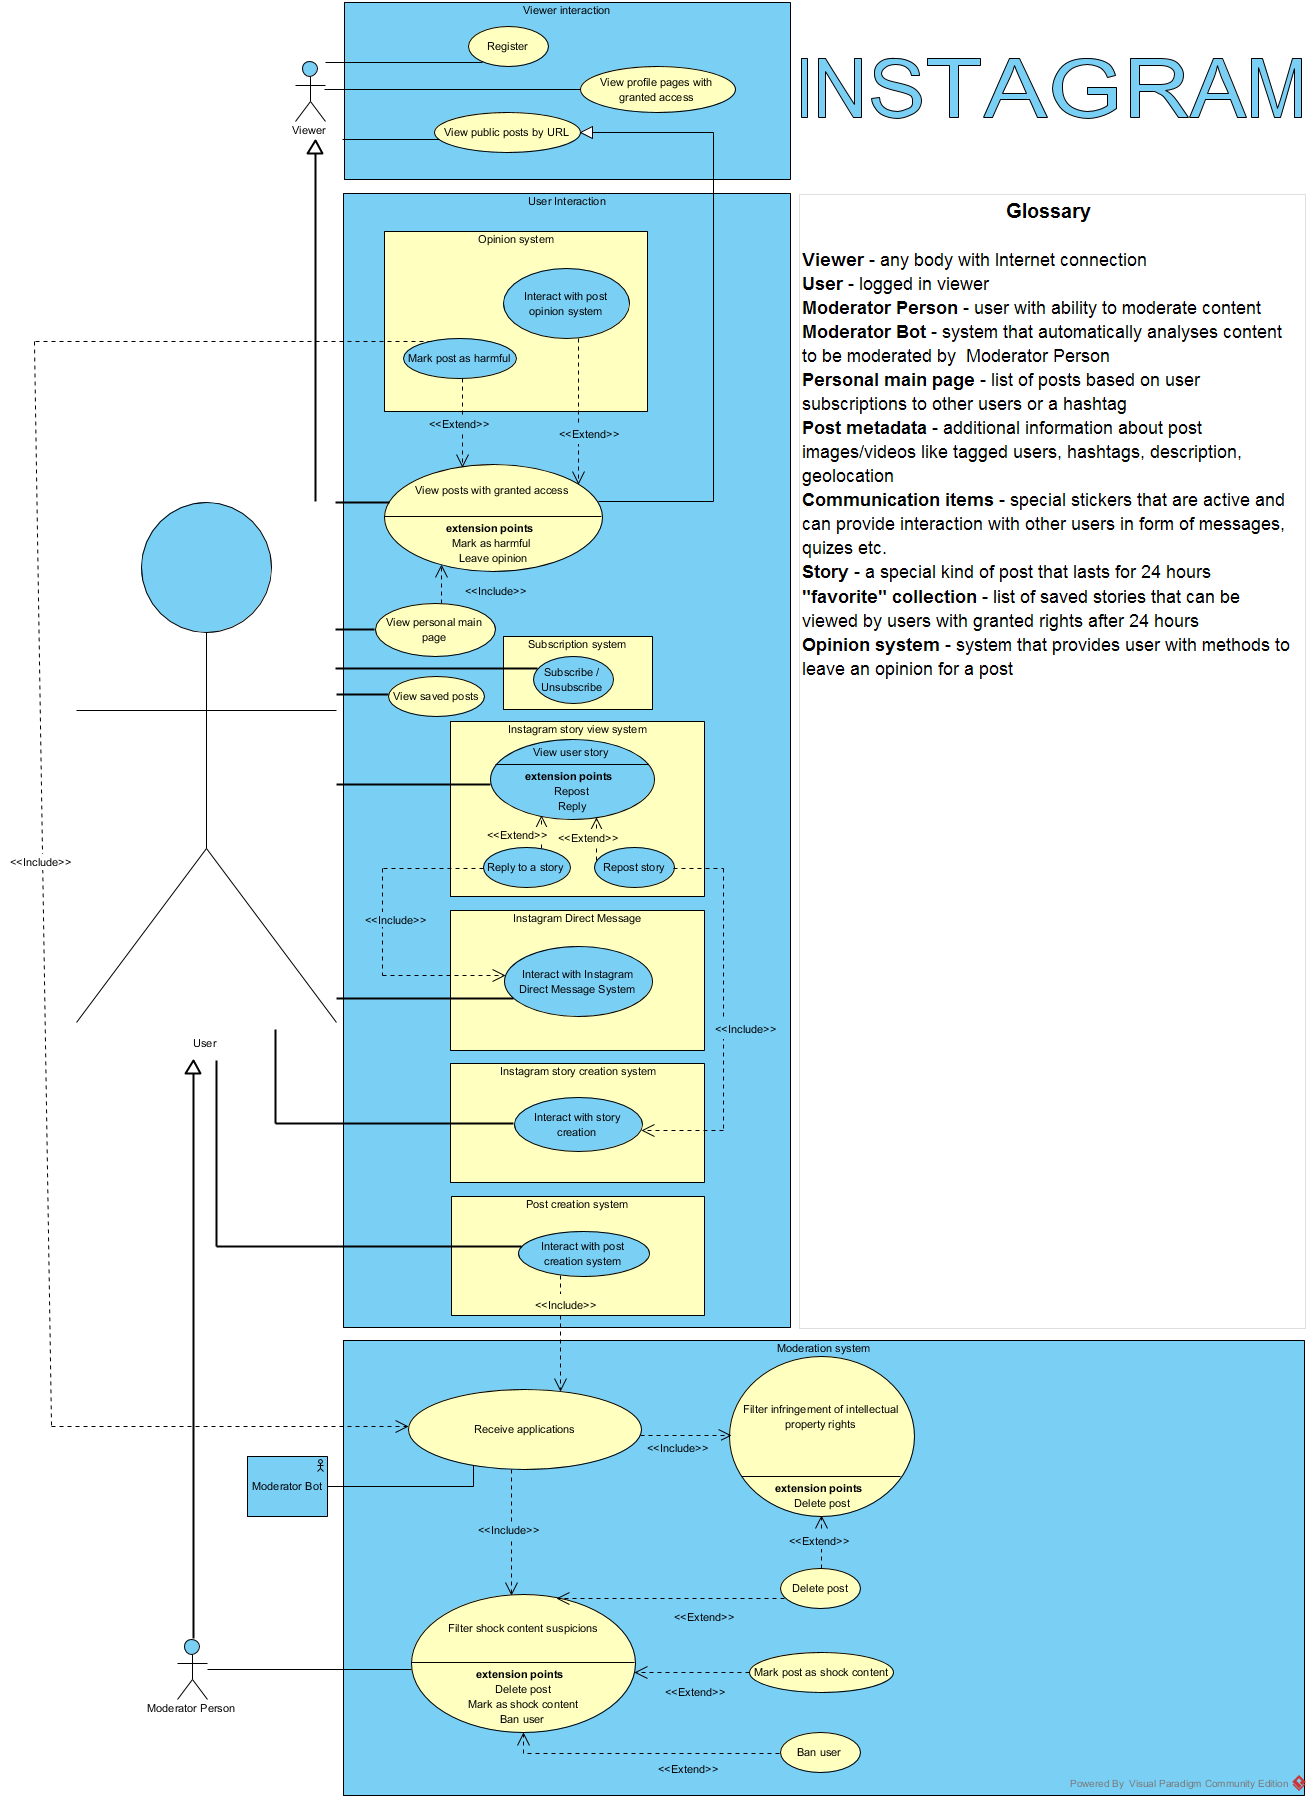 Viewer interaction
Register
View profile pages with
granted access
View public posts by URL
Viewer
INSTAGRAM
User Interaction
Opinion system
Interact with post
opinion system
Mark post as harmful
<<Extend>>
<<Extend>>
View posts with granted access
extension points
Mark as harmful
Leave opinion
<<Include>>
View personal main
page
Subscription system
Subscribe /
Unsubscribe
View saved posts
Instagram story view system
View user story
extension points
Repost
Reply
<<Extend>>
<<Extend>>
Reply to a story
Repost story
<<Include>>
<<Include>>
Instagram Direct Message
Interact with Instagram
Direct Message System
<<Include>>
User
Instagram story creation system
Interact with story
creation
Post creation system
Interact with post
creation system
<<Include>>
Glossary
Viewer - any body with Internet connection
User - logged in viewer
Moderator Person - user with ability to moderate content
Moderator Bot - system that automatically analyses content
to be moderated by  Moderator Person
Personal main page - list of posts based on user
subscriptions to other users or a hashtag
Post metadata - additional information about post
images/videos like tagged users, hashtags, description,
geolocation
Communication items - special stickers that are active and
can provide interaction with other users in form of messages,
quizes etc.
Story - a special kind of post that lasts for 24 hours
"favorite" collection - list of saved stories that can be
viewed by users with granted rights after 24 hours
Opinion system - system that provides user with methods to
leave an opinion for a post
Moderation system
Receive applications
<<Include>>
Filter infringement of intellectual
property rights
extension points
Delete post
Moderator Bot
<<Include>>
<<Extend>>
Delete post
<<Extend>>
Filter shock content suspicions
extension points
Delete post
Mark as shock content
Ban user
Mark post as shock content
<<Extend>>
Moderator Person
Ban user
<<Extend>>
Powered By Visual Paradigm Community Edition